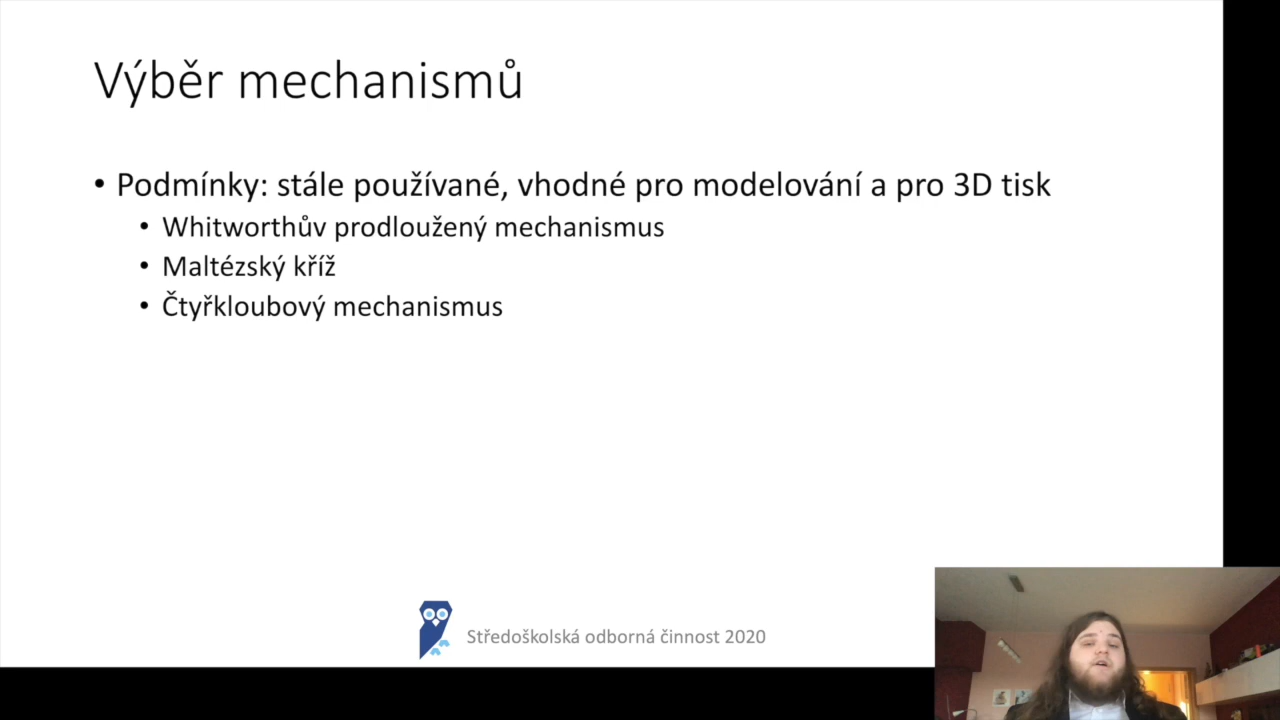 Výběr mechanismů
• Podmínky: stále používané, vhodné pro modelování a pro 3D tisk
• Whitworthův prodloužený mechanismus
• Maltézský kříž
• Čtyřkloubový mechanismus
Středoškolská odborná činnost 2020